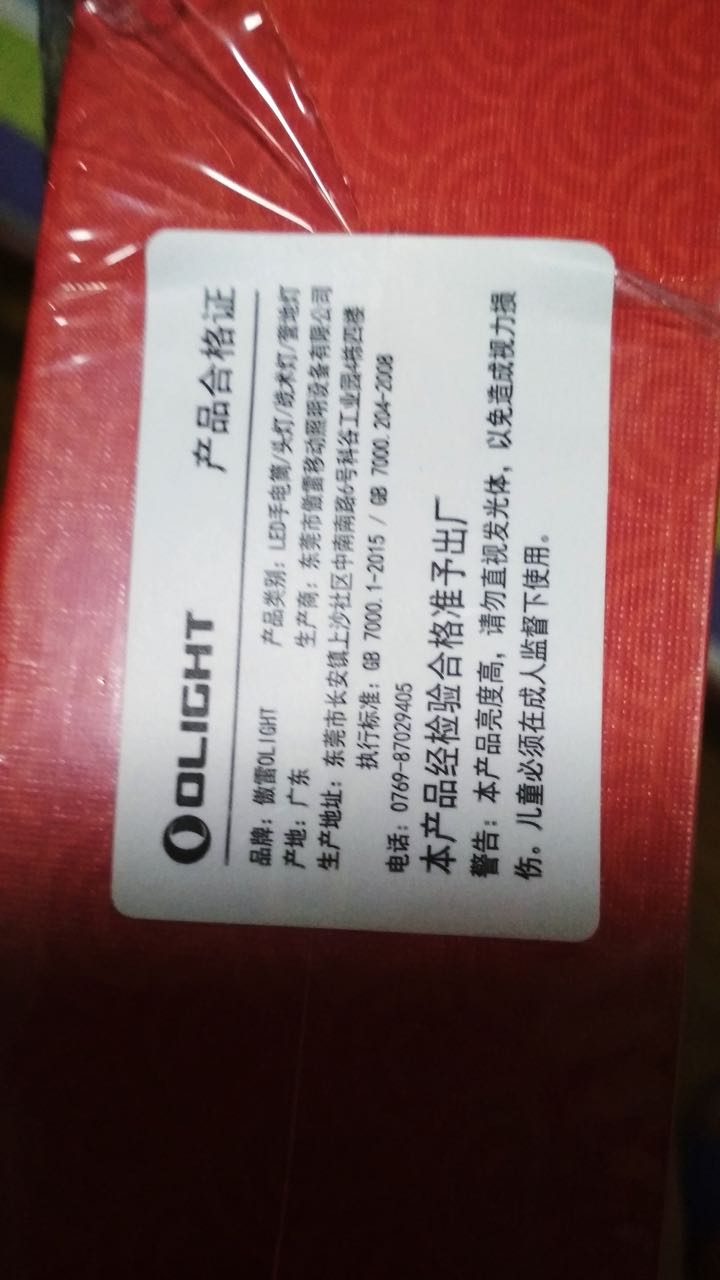 OLIGHT 产品合格证
品牌：傲雷OLIGHT 产品类别：LED手电筒/头灯/战术灯/营地灯
产地：广东 生产商：东莞市傲雷移动照明设备有限公司
生产地址：东莞市长安镇上沙社区中南南路6号科谷工业园4栋四楼
执行标准：GB 7000.1-2015 / GB 7000.204-2008
电话：0769-87029405
本产品经检验合格准予出厂
警告：本产品亮度高，请勿直视发光体，以免造成视力损
伤。儿童必须在成人监督下使用。